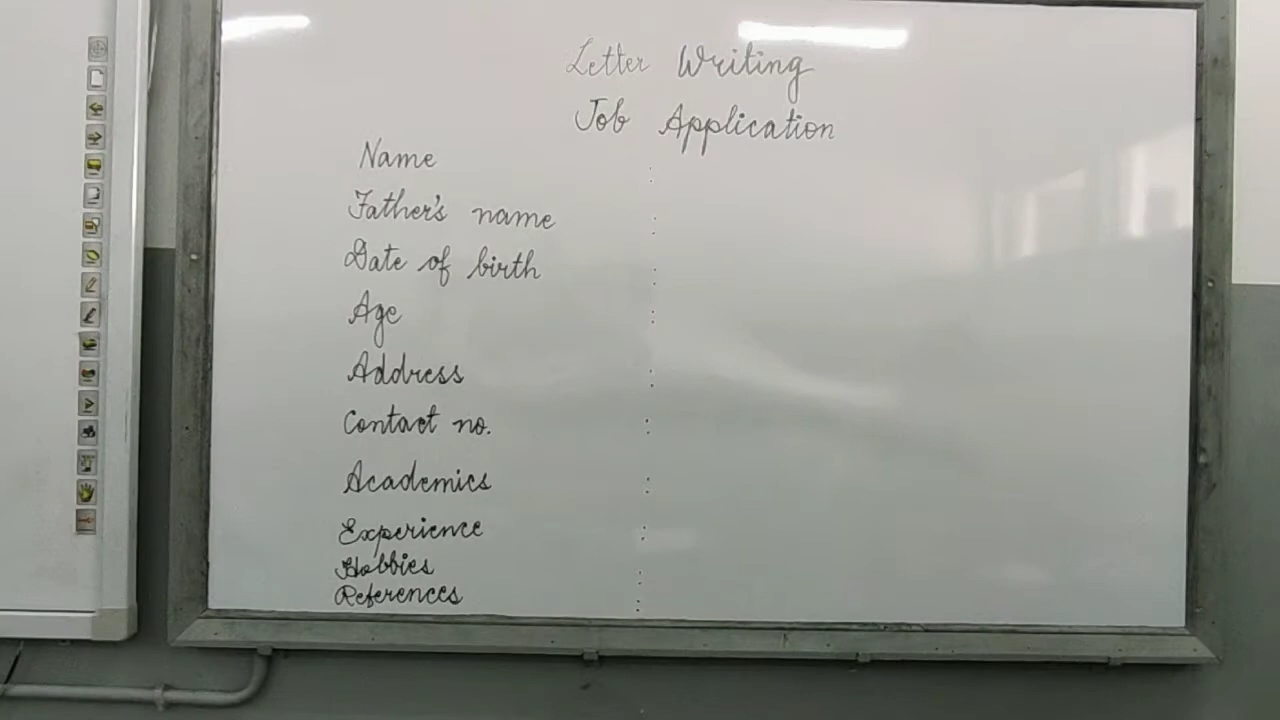 Letter Writing
Job Application
Name :
Father's name :
Date of birth :
Age :
Address :
Contact no. :
Academics :
Experience :
Hobbies :
References :